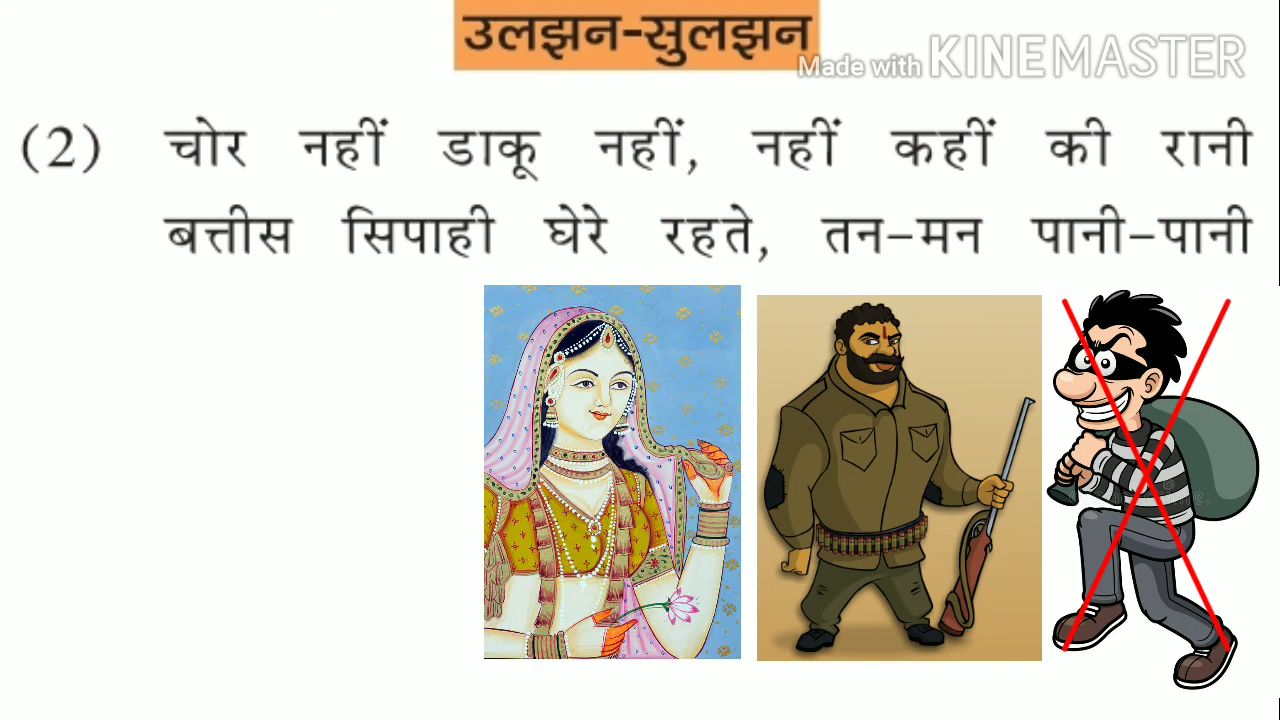 उलझन-सुलझन
Made with KINEMASTER
(2) चोर नहीं डाकू नहीं, नहीं कहीं की रानी
बत्तीस सिपाही घेरे रहते, तन-मन पानी-पानी